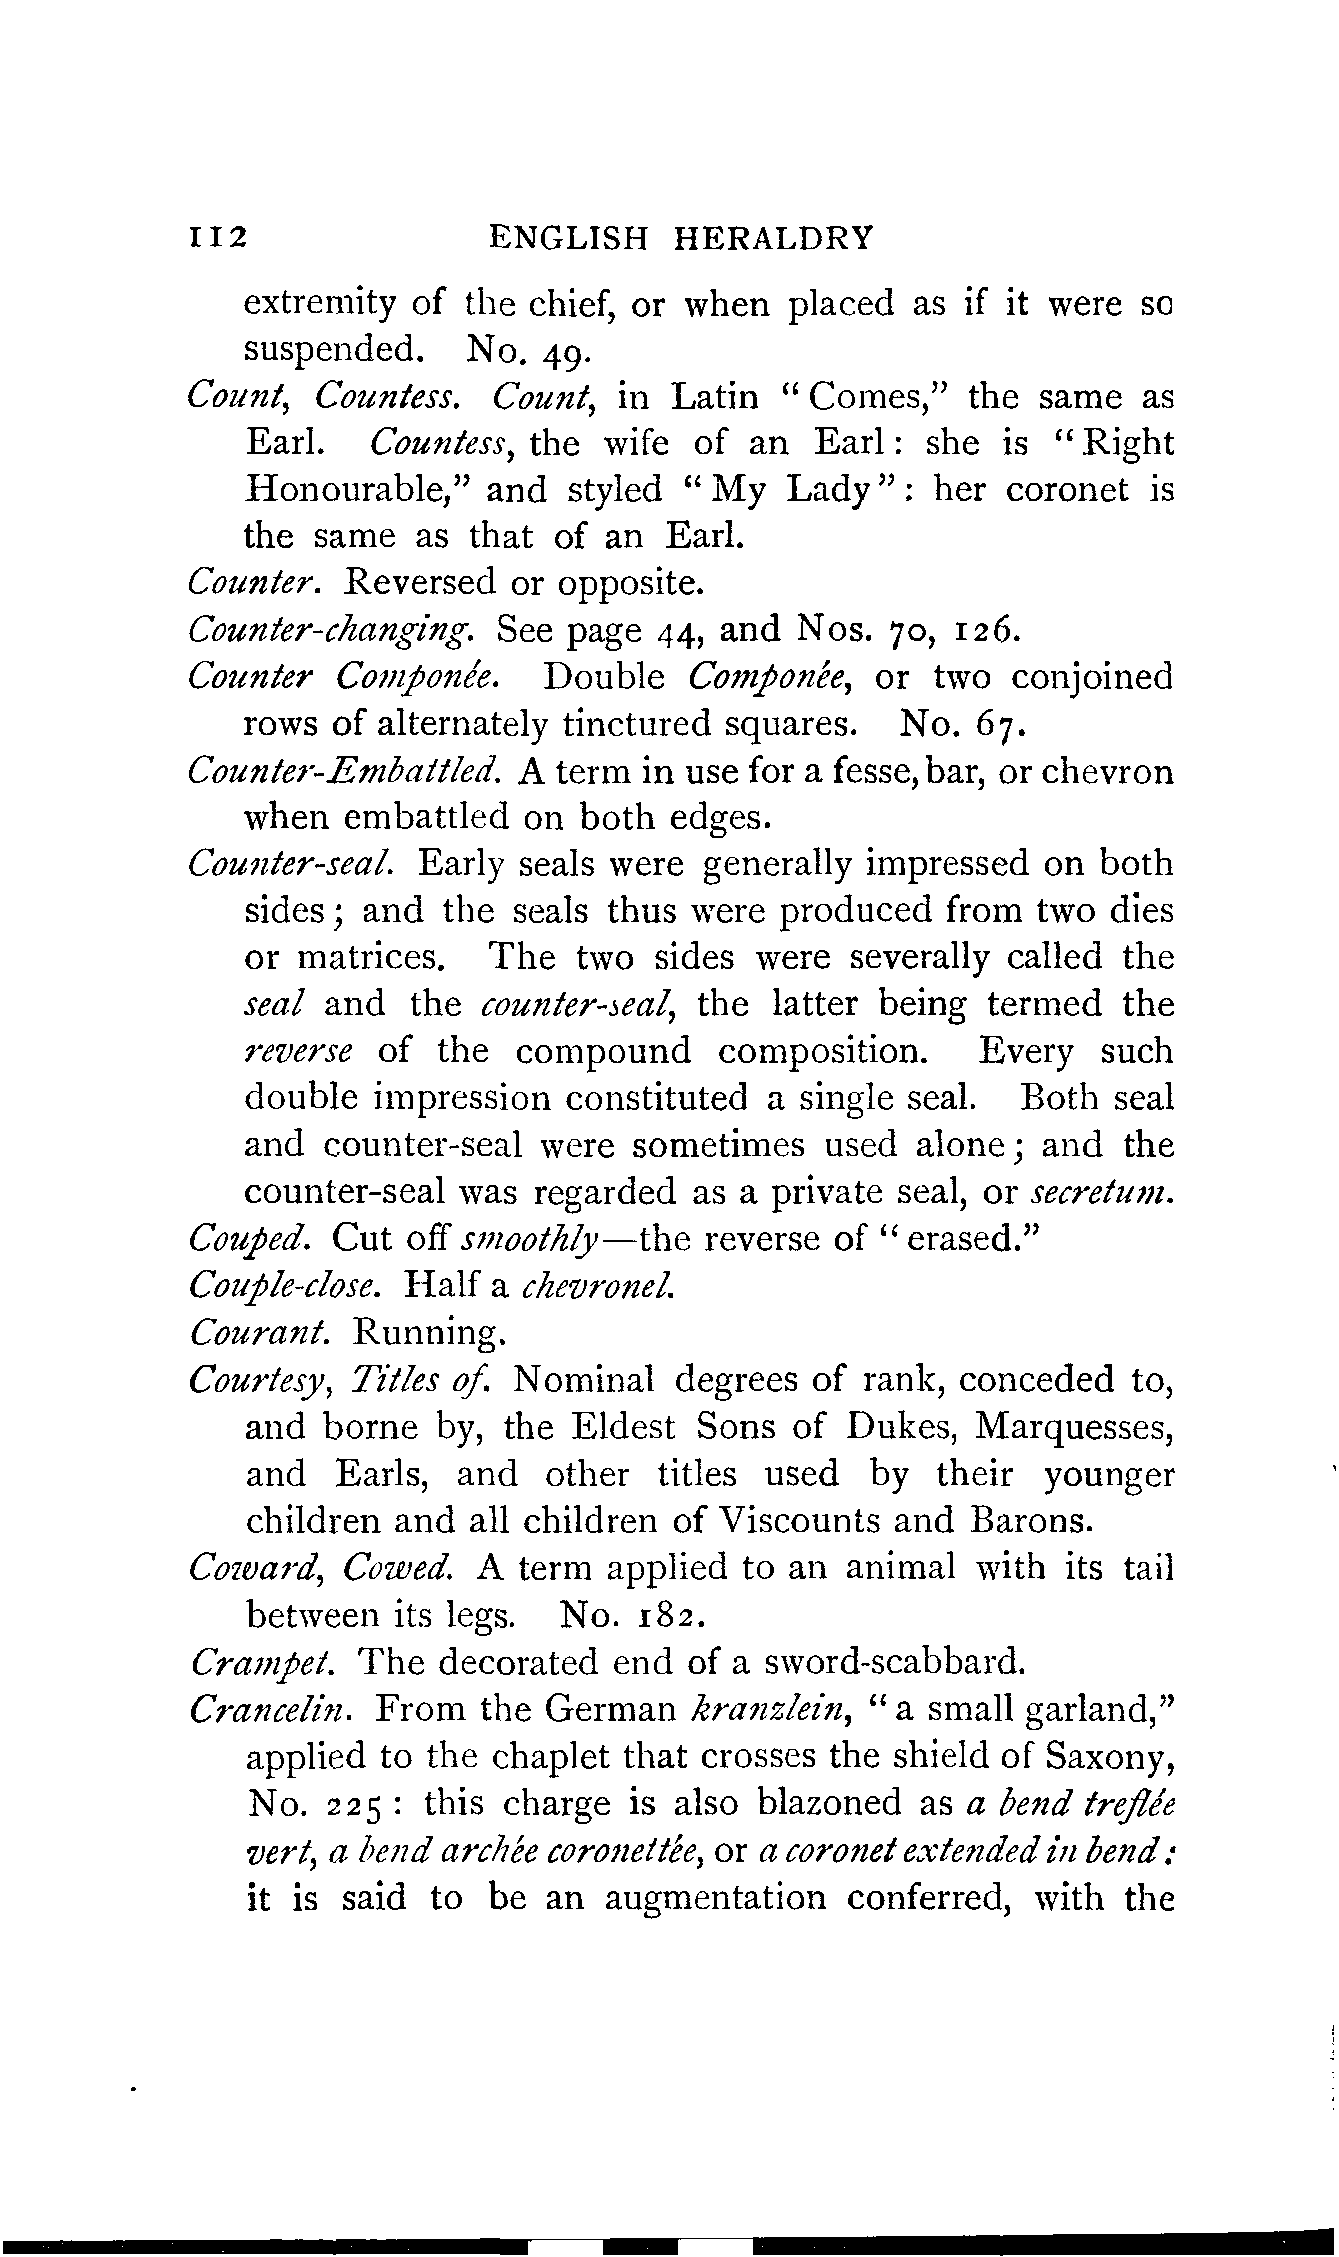 112 ENGLISH HERALDRY
extremity of the chief, or when placed as if it were so
suspended. No. 49.
Count, Countess. Count, in Latin "Comes," the same as
Earl. Countess, the wife of an Earl: she is "Right
Honourable," and styled "My Lady": her coronet is
the same as that of an Earl.
Counter. Reversed or opposite.
Counter-changing. See page 44, and Nos. 70, 126.
Counter Componée. Double Componée, or two conjoined
rows of alternately tinctured squares. No. 67.
Counter-Embattled. A term in use for a fesse, bar, or chevron
when embattled on both edges.
Counter-seal. Early seals were generally impressed on both
sides; and the seals thus were produced from two dies
or matrices. The two sides were severally called the
seal and the counter-seal, the latter being termed the
reverse of the compound composition. Every such
double impression constituted a single seal. Both seal
and counter-seal were sometimes used alone; and the
counter-seal was regarded as a private seal, or secretum.
Couped. Cut off smoothly—the reverse of "erased."
Couple-close. Half a chevronel.
Courant. Running.
Courtesy, Titles of. Nominal degrees of rank, conceded to,
and borne by, the Eldest Sons of Dukes, Marquesses,
and Earls, and other titles used by their younger
children and all children of Viscounts and Barons.
Coward, Cowed. A term applied to an animal with its tail
between its legs. No. 182.
Crampet. The decorated end of a sword-scabbard.
Crancelin. From the German kranzlein, "a small garland,"
applied to the chaplet that crosses the shield of Saxony,
No. 225: this charge is also blazoned as a bend treflée
vert, a bend archée coronettée, or a coronet extended in bend:
it is said to be an augmentation conferred, with the